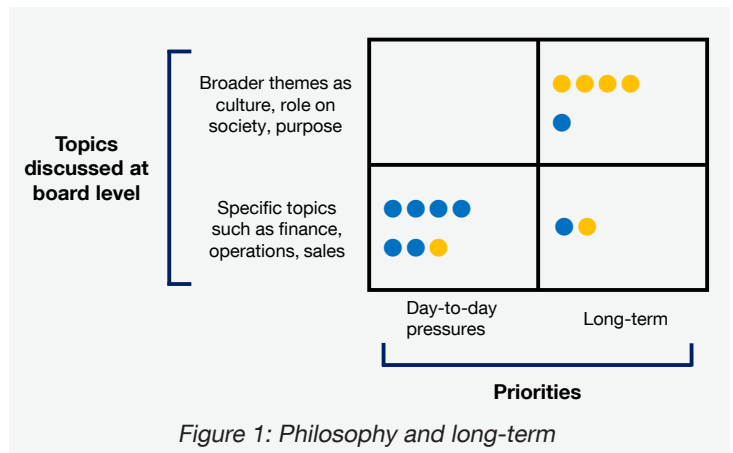 Broader themes as
culture, role on
society, purpose
Topics
discussed at
board level
Specific topics
such as finance,
operations, sales
Day-to-day
pressures
Long-term
Priorities
Figure 1: Philosophy and long-term